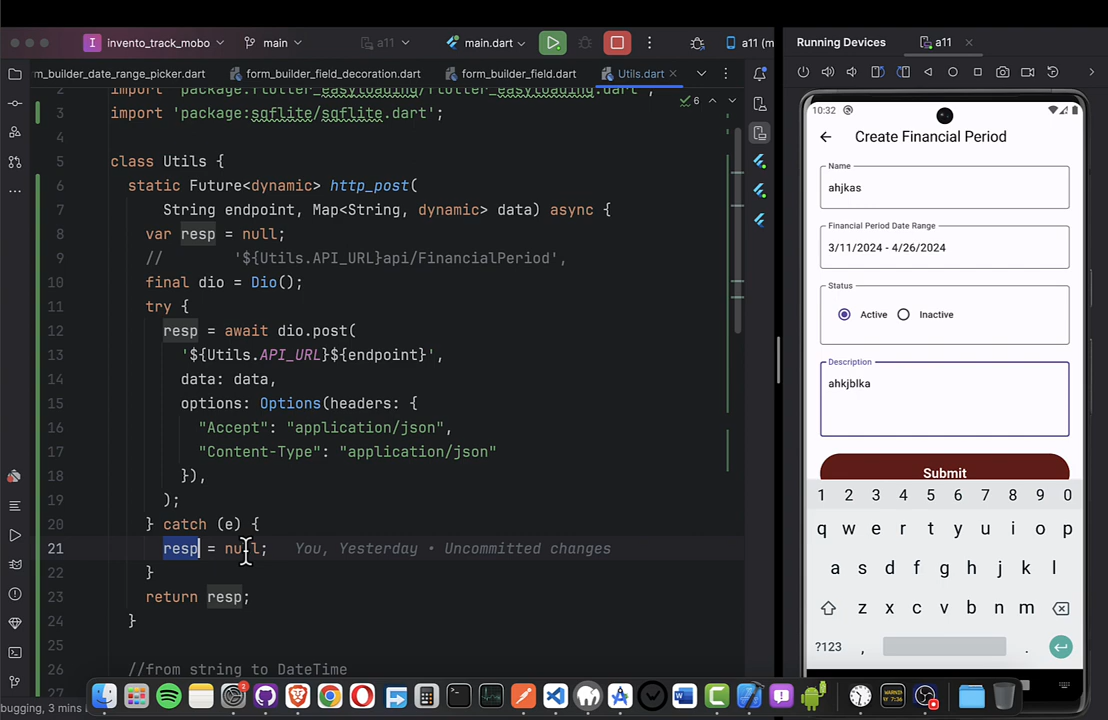 invento_track_mobo
main
a11
main.dart
a11 (m
Running Devices
a11
m_builder_date_range_picker.dart
form_builder_field_decoration.dart
form_builder_field.dart
Utils.dart
2 import 'package:flutter_easyloading/flutter_easyloading.dart';
6
3 import 'package:sqflite/sqflite.dart';
4
5 class Utils {
6 static Future<dynamic> http_post(
7 String endpoint, Map<String, dynamic> data) async {
8 var resp = null;
9 // '${Utils.API_URL}api/FinancialPeriod',
10 final dio = Dio();
11 try {
12 resp = await dio.post(
13 '${Utils.API_URL}${endpoint}',
14 data: data,
15 options: Options(headers: {
16 "Accept": "application/json",
17 "Content-Type": "application/json"
18 }),
19 );
20 } catch (e) {
21 resp = null; You, Yesterday • Uncommitted changes
22 }
23 return resp;
24 }
25
26 //from string to DateTime
27
bugging, 3 mins
10:32
Create Financial Period
Name
ahjkas
Financial Period Date Range
3/11/2024 - 4/26/2024
Status
Active
Inactive
Description
ahkjblka
Submit
1 2 3 4 5 6 7 8 9 0
q w e r t y u i o p
a s d f g h j k l
z x c v b n m
?123 , .